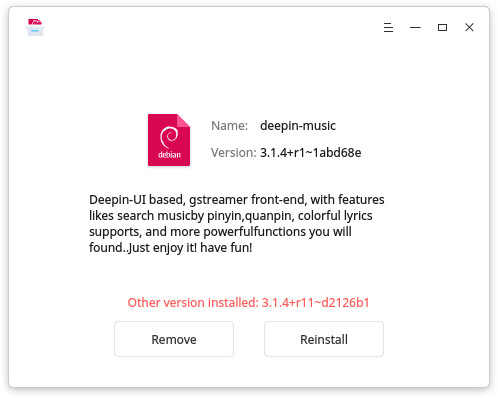 debian
Name: deepin-music
Version: 3.1.4+r1~1abd68e
Deepin-UI based, gstreamer front-end, with features
likes search musicby pinyin,quanpin, colorful lyrics
supports, and more powerfulfunctions you will
found..Just enjoy it! have fun!
Other version installed: 3.1.4+r11~d2126b1
Remove Reinstall